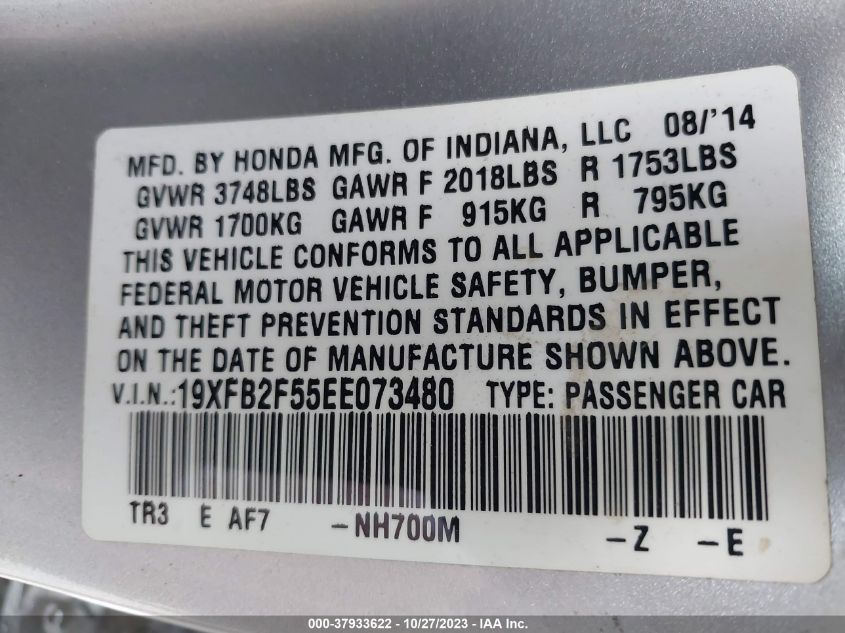 MFD. BY HONDA MFG. OF INDIANA, LLC 08/'14
GVWR 3748LBS GAWR F 2018LBS R 1753LBS
GVWR 1700KG GAWR F 915KG R 795KG
THIS VEHICLE CONFORMS TO ALL APPLICABLE
FEDERAL MOTOR VEHICLE SAFETY, BUMPER,
AND THEFT PREVENTION STANDARDS IN EFFECT
ON THE DATE OF MANUFACTURE SHOWN ABOVE.
V.I.N.:19XFB2F55EE073480 TYPE: PASSENGER CAR
TR3 E AF7 -NH700M -Z -E
000-37933622 - 10/27/2023 - IAA Inc.